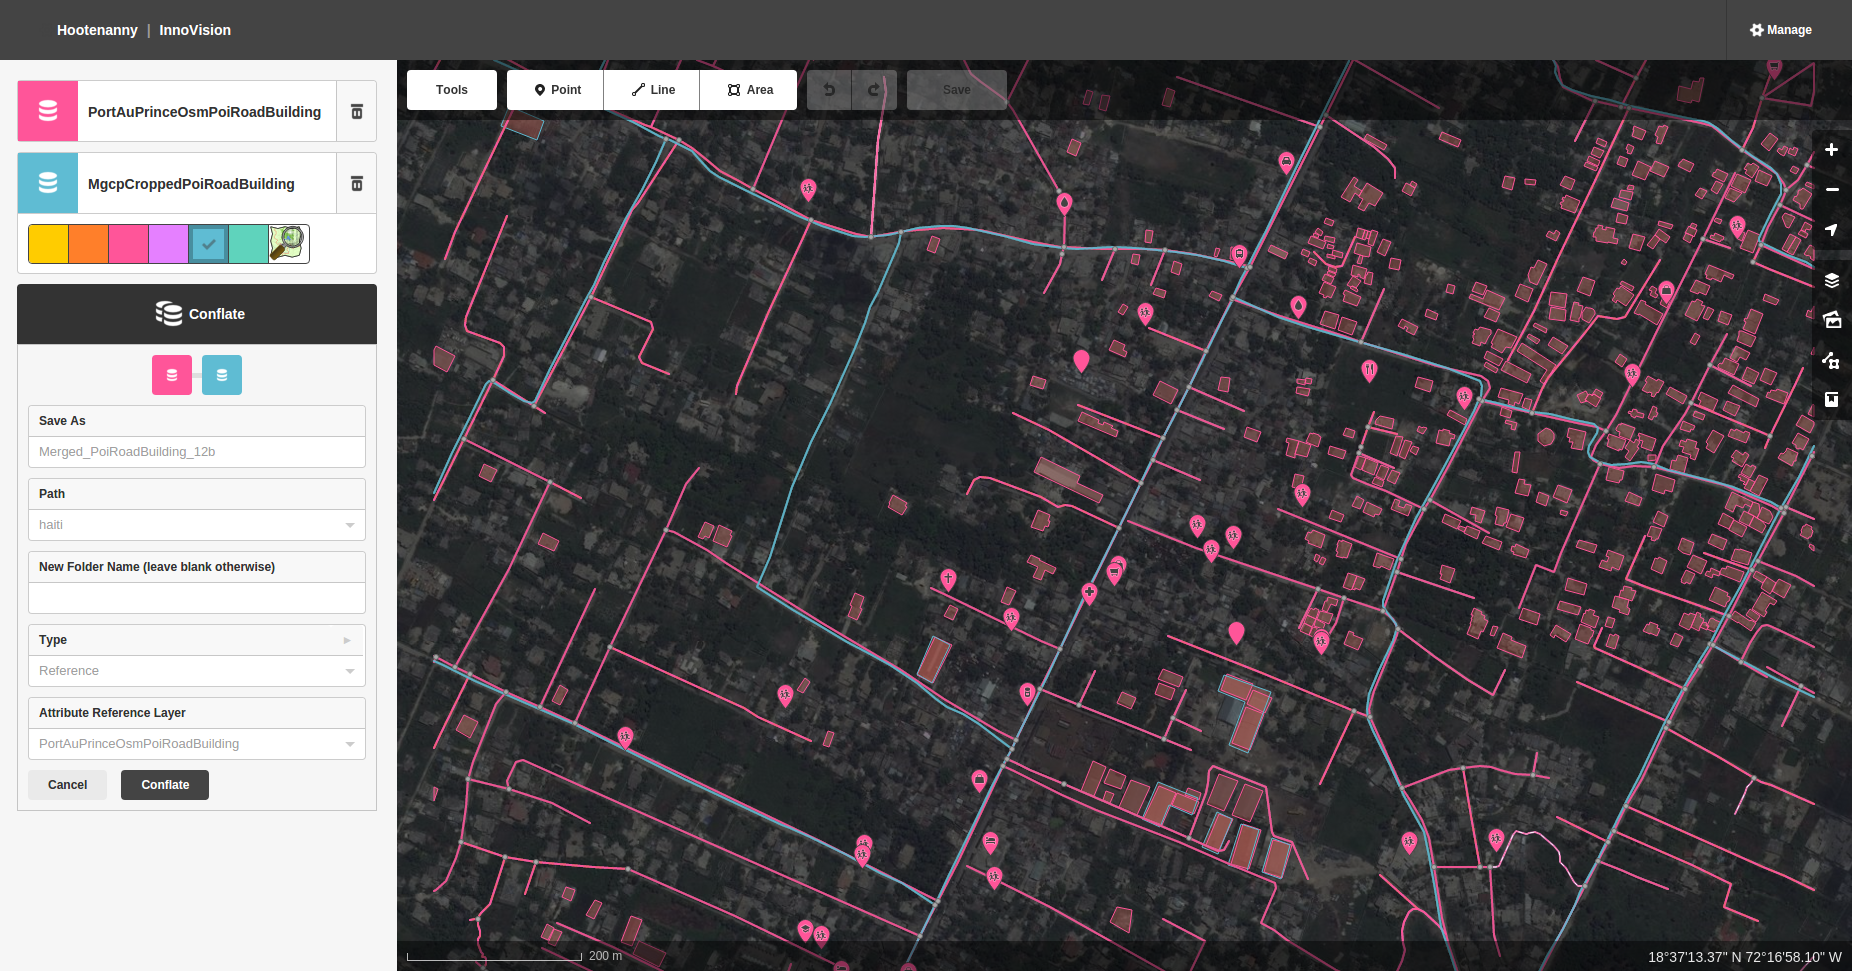 Hootenanny | InnoVision
Manage
PortAuPrinceOsmPoiRoadBuilding
MgcpCroppedPoiRoadBuilding
Conflate
Save As
Merged_PoiRoadBuilding_12b
Path
haiti
New Folder Name (leave blank otherwise)
Type
Reference
Attribute Reference Layer
PortAuPrinceOsmPoiRoadBuilding
Cancel
Conflate
Tools
Point
Line
Area
Save
200 m
18°37'13.37" N 72°16'58.10" W